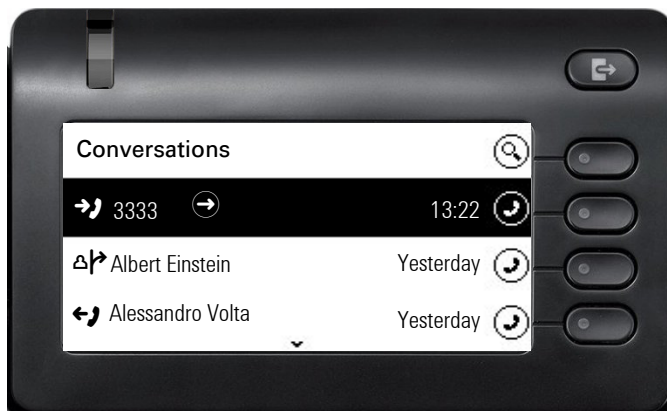 Conversations
3333 13:22
Albert Einstein Yesterday
Alessandro Volta Yesterday